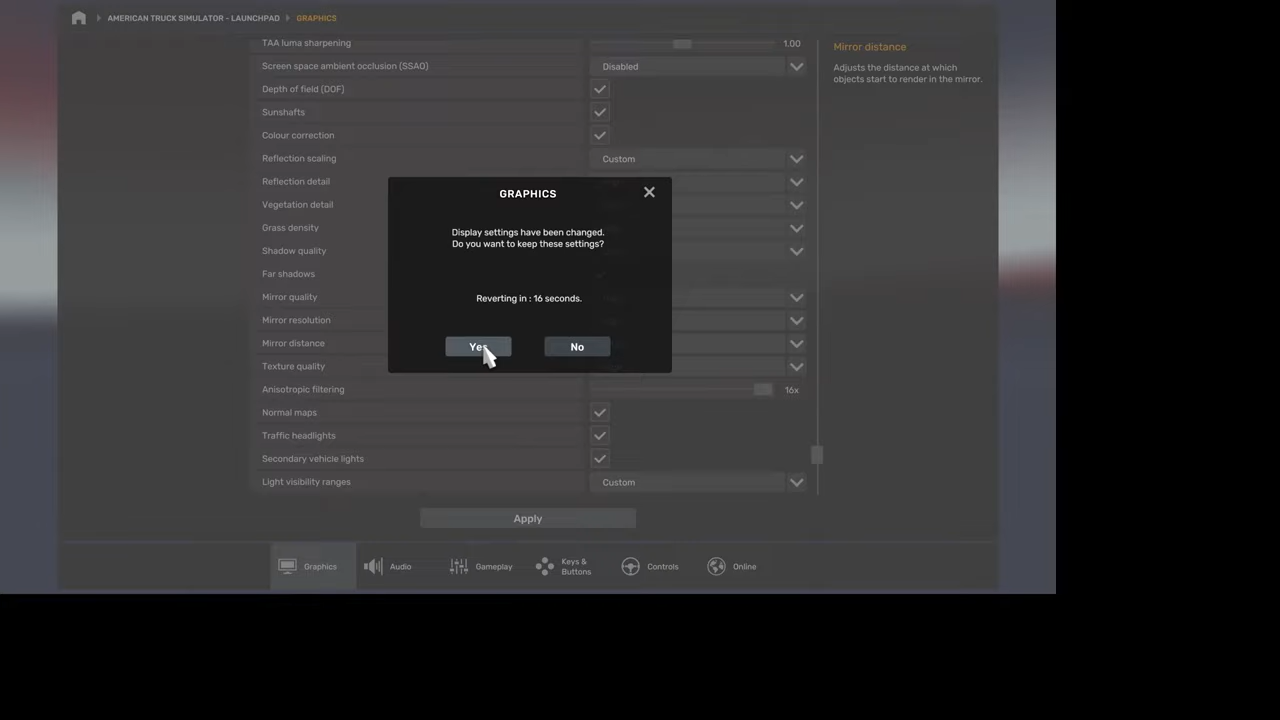 AMERICAN TRUCK SIMULATOR - LAUNCHPAD GRAPHICS
TAA luma sharpening 1.00
Screen space ambient occlusion (SSAO) Disabled
Depth of field (DOF)
Sunshafts
Colour correction
Reflection scaling Custom
Reflection detail
Vegetation detail
Grass density
Shadow quality
Far shadows
Mirror quality
Mirror resolution
Mirror distance
Texture quality
Anisotropic filtering 16x
Normal maps
Traffic headlights
Secondary vehicle lights
Light visibility ranges Custom
Apply
GRAPHICS
Display settings have been changed.
Do you want to keep these settings?
Reverting in : 16 seconds.
Yes No
Mirror distance
Adjusts the distance at which
objects start to render in the mirror.
Graphics Audio Gameplay Keys & Buttons Controls Online